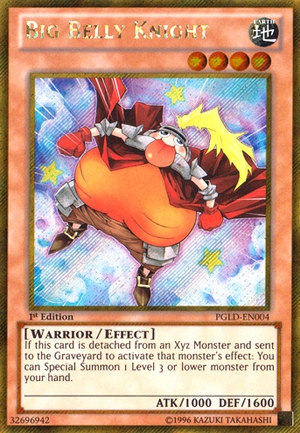 Big Belly Knight
EARTH
地
1st Edition
PGLD-EN004
[WARRIOR / EFFECT]
If this card is detached from an Xyz Monster and sent
to the Graveyard to activate that monster's effect: You
can Special Summon 1 Level 3 or lower monster from
your hand.
ATK/1000 DEF/1600
32696942
©1996 KAZUKI TAKAHASHI